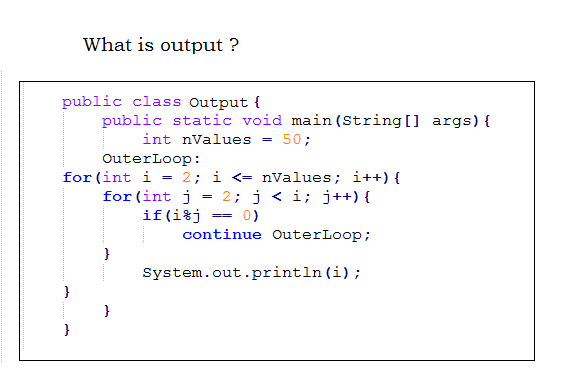 What is output ?
public class Output {
public static void main(String[] args){
int nValues = 50;
OuterLoop:
for(int i = 2; i <= nValues; i++){
for(int j = 2; j < i; j++){
if(i%j == 0)
continue OuterLoop;
}
System.out.println(i);
}
}
}